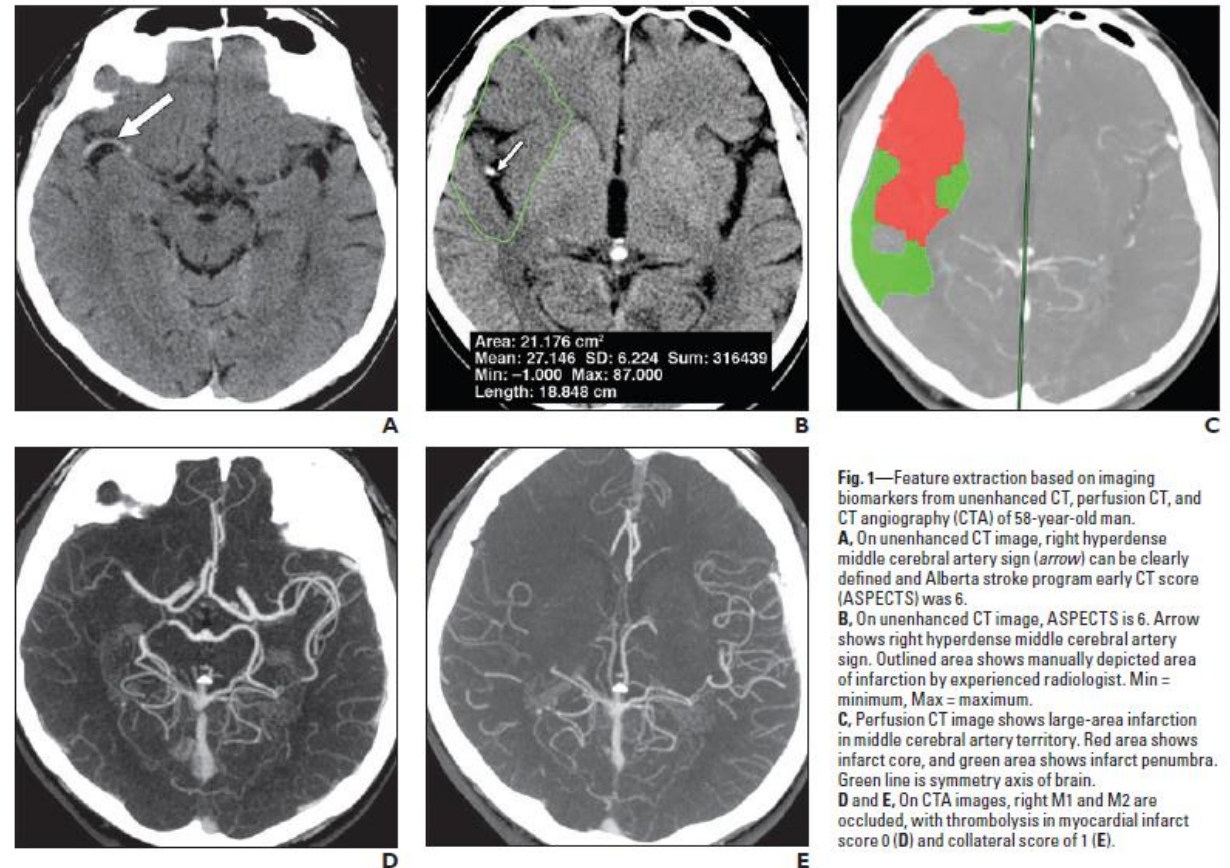 A
Area: 21.176 cm²
Mean: 27.146 SD: 6.224 Sum: 316439
Min: –1.000 Max: 87.000
Length: 18.848 cm
B
C
D
E
Fig. 1—Feature extraction based on imaging
biomarkers from unenhanced CT, perfusion CT, and
CT angiography (CTA) of 58-year-old man.
A, On unenhanced CT image, right hyperdense
middle cerebral artery sign (arrow) can be clearly
defined and Alberta stroke program early CT score
(ASPECTS) was 6.
B, On unenhanced CT image, ASPECTS is 6. Arrow
shows right hyperdense middle cerebral artery
sign. Outlined area shows manually depicted area
of infarction by experienced radiologist. Min =
minimum, Max = maximum.
C, Perfusion CT image shows large-area infarction
in middle cerebral artery territory. Red area shows
infarct core, and green area shows infarct penumbra.
Green line is symmetry axis of brain.
D and E, On CTA images, right M1 and M2 are
occluded, with thrombolysis in myocardial infarct
score 0 (D) and collateral score of 1 (E).